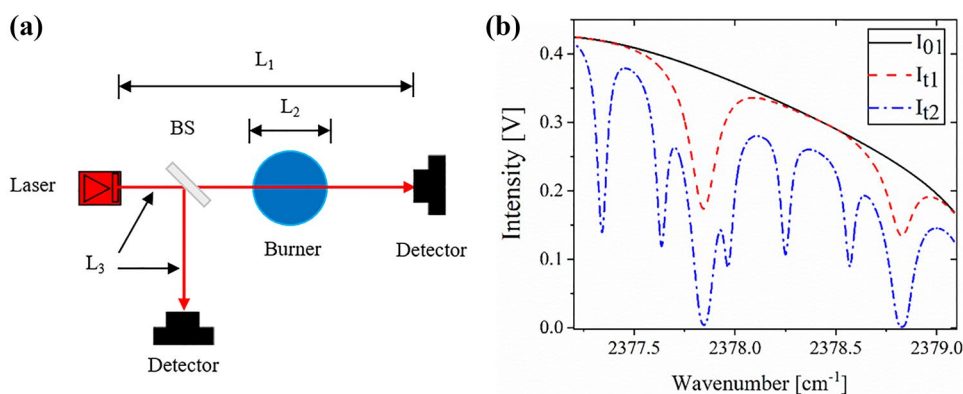 (a)
L1
L2
BS
Laser
L3
Burner
Detector
Detector
(b)
I01
It1
It2
Intensity [V]
0.4
0.3
0.2
0.1
0.0
2377.5
2378.0
2378.5
2379.0
Wavenumber [cm-1]